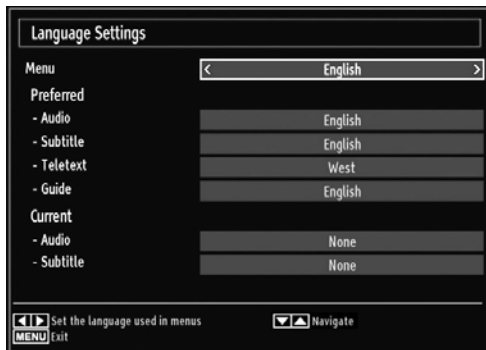 Language Settings
Menu < English >
Preferred
- Audio English
- Subtitle English
- Teletext West
- Guide English
Current
- Audio None
- Subtitle None
Set the language used in menus Navigate
MENU Exit